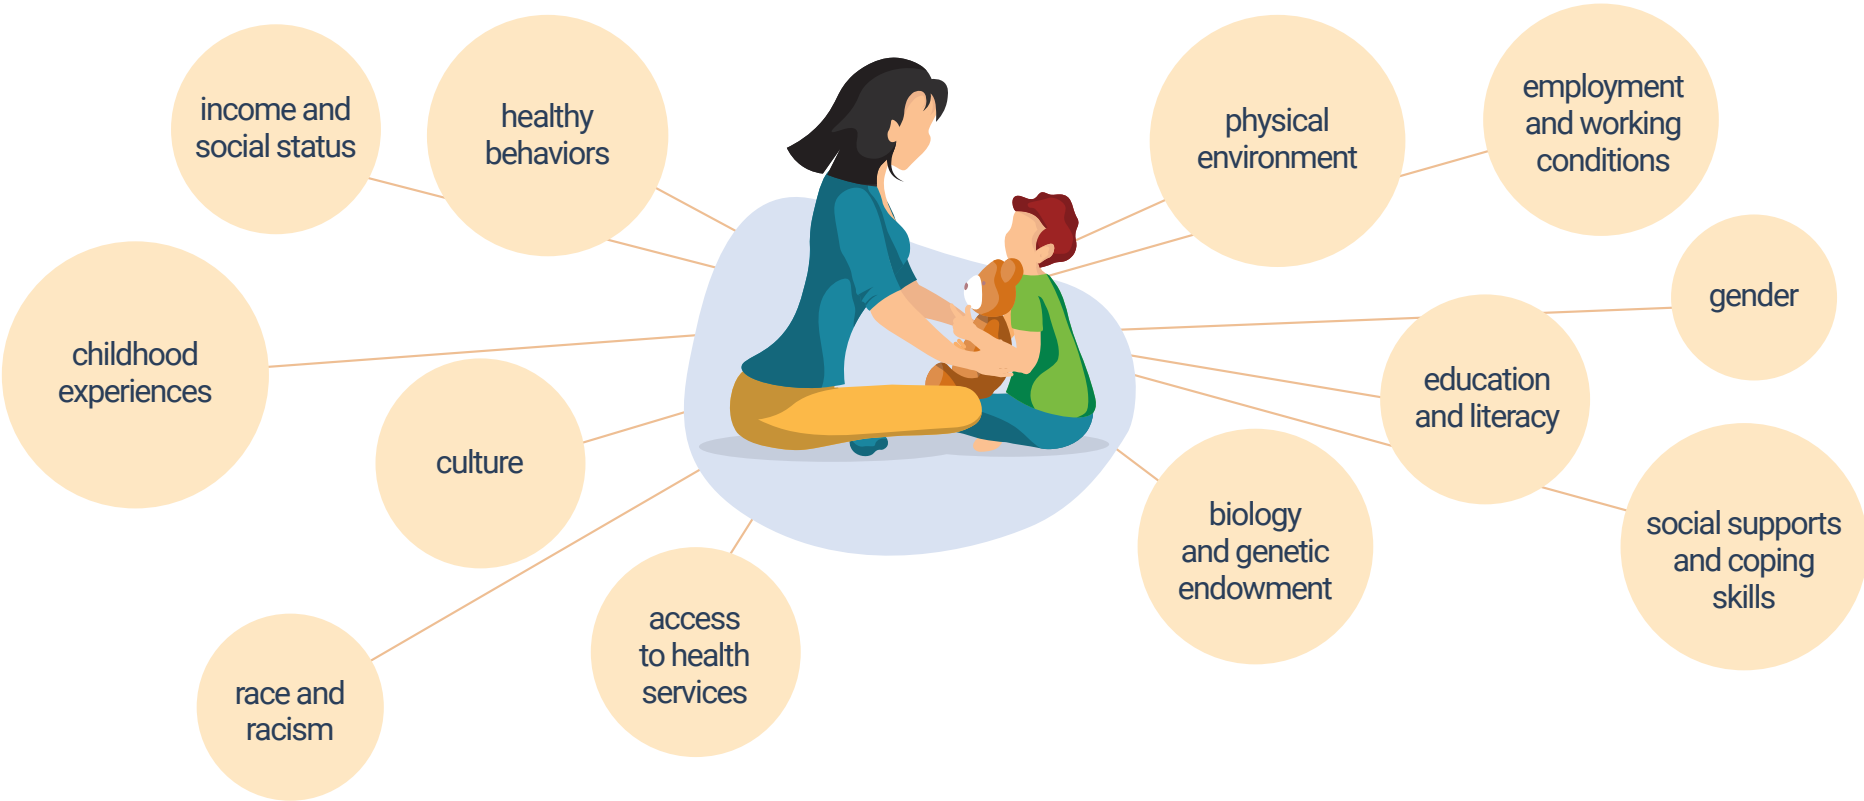 income and
social status
healthy
behaviors
physical
environment
employment
and working
conditions
gender
childhood
experiences
culture
education
and literacy
biology
and genetic
endowment
social supports
and coping
skills
access
to health
services
race and
racism